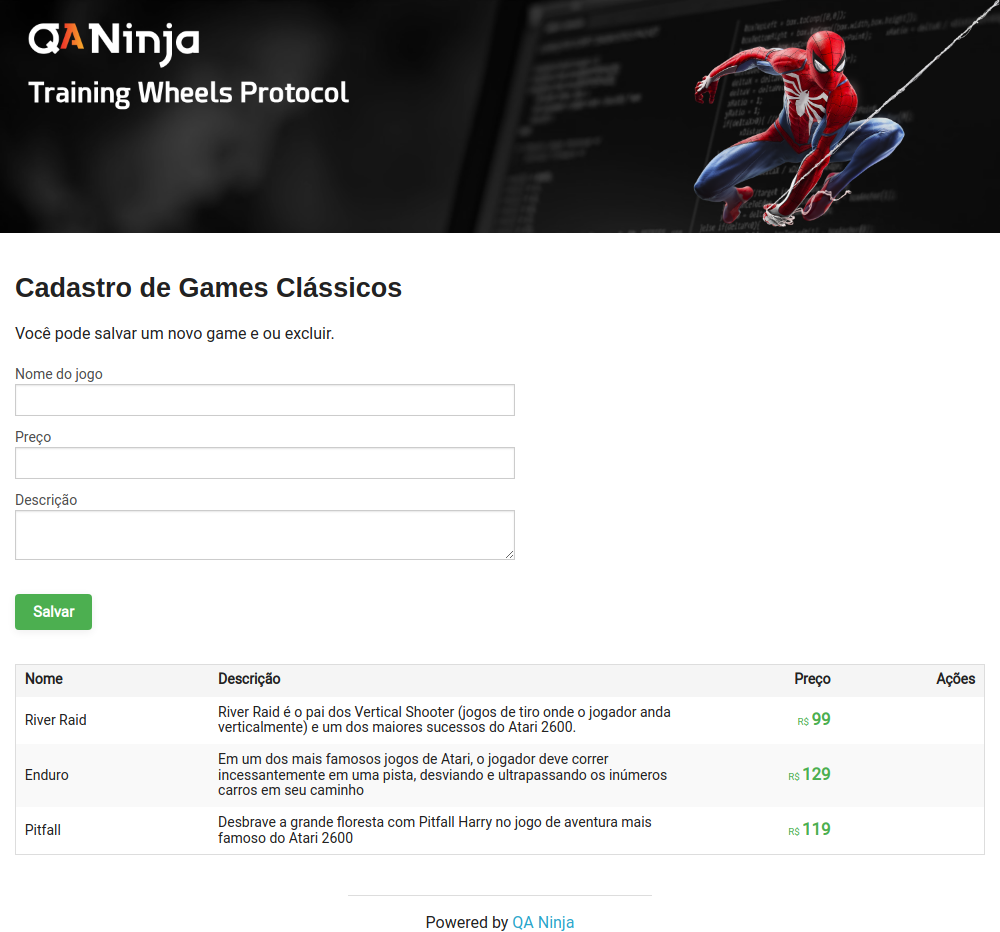 QANinja
Training Wheels Protocol
Cadastro de Games Clássicos
Você pode salvar um novo game e ou excluir.
Nome do jogo
Preço
Descrição
Salvar
Nome Descrição Preço Ações
River Raid River Raid é o pai dos Vertical Shooter (jogos de tiro onde o jogador anda R$ 99
verticalmente) e um dos maiores sucessos do Atari 2600.
Em um dos mais famosos jogos de Atari, o jogador deve correr
Enduro incessantemente em uma pista, desviando e ultrapassando os inúmeros R$ 129
carros em seu caminho
Pitfall Desbrave a grande floresta com Pitfall Harry no jogo de aventura mais R$ 119
famoso do Atari 2600
Powered by QA Ninja